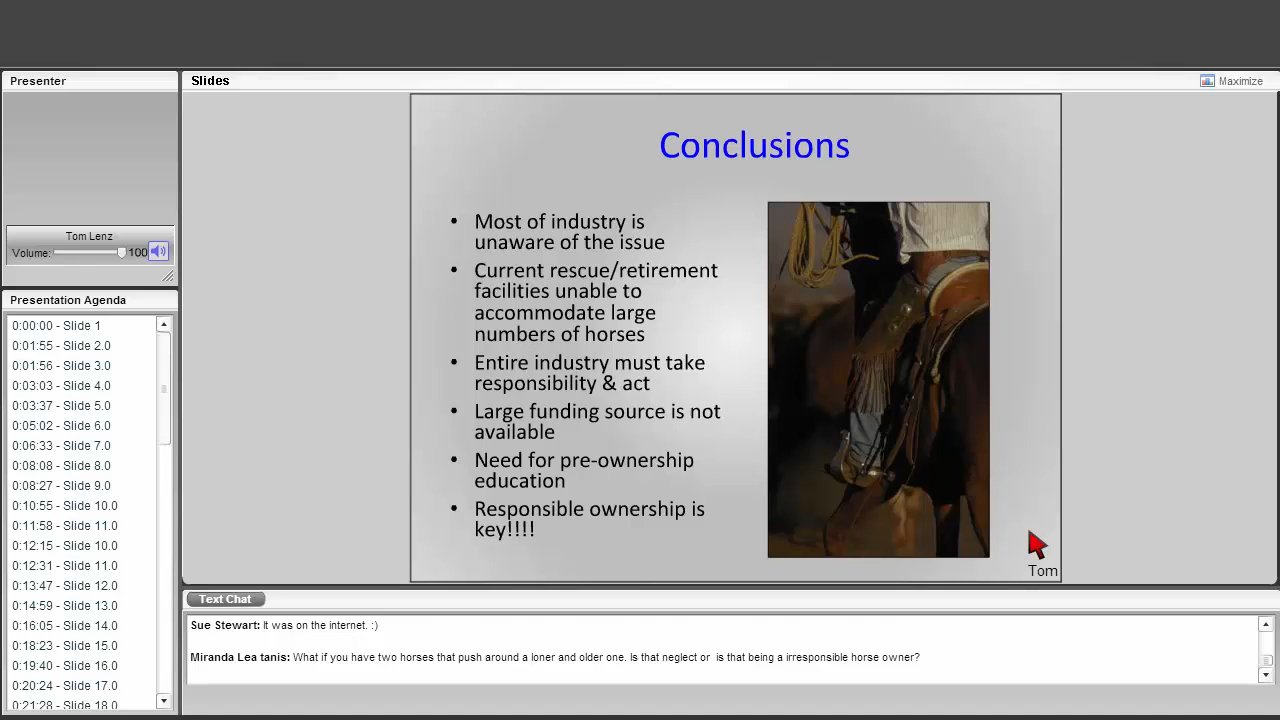 Presenter
Slides
Maximize
Tom Lenz
Volume:
100
Presentation Agenda
0:00:00 - Slide 1
0:01:55 - Slide 2.0
0:01:56 - Slide 3.0
0:03:03 - Slide 4.0
0:03:37 - Slide 5.0
0:05:02 - Slide 6.0
0:06:33 - Slide 7.0
0:08:08 - Slide 8.0
0:08:27 - Slide 9.0
0:10:55 - Slide 10.0
0:11:58 - Slide 11.0
0:12:15 - Slide 10.0
0:12:31 - Slide 11.0
0:13:47 - Slide 12.0
0:14:59 - Slide 13.0
0:16:05 - Slide 14.0
0:18:23 - Slide 15.0
0:19:40 - Slide 16.0
0:20:24 - Slide 17.0
0:21:28 - Slide 18.0
Conclusions
• Most of industry is
unaware of the issue
• Current rescue/retirement
facilities unable to
accommodate large
numbers of horses
• Entire industry must take
responsibility & act
• Large funding source is not
available
• Need for pre-ownership
education
• Responsible ownership is
key!!!!
Tom
Text Chat
Sue Stewart: It was on the internet. :)
Miranda Lea tanis: What if you have two horses that push around a loner and older one. Is that neglect or is that being a irresponsible horse owner?